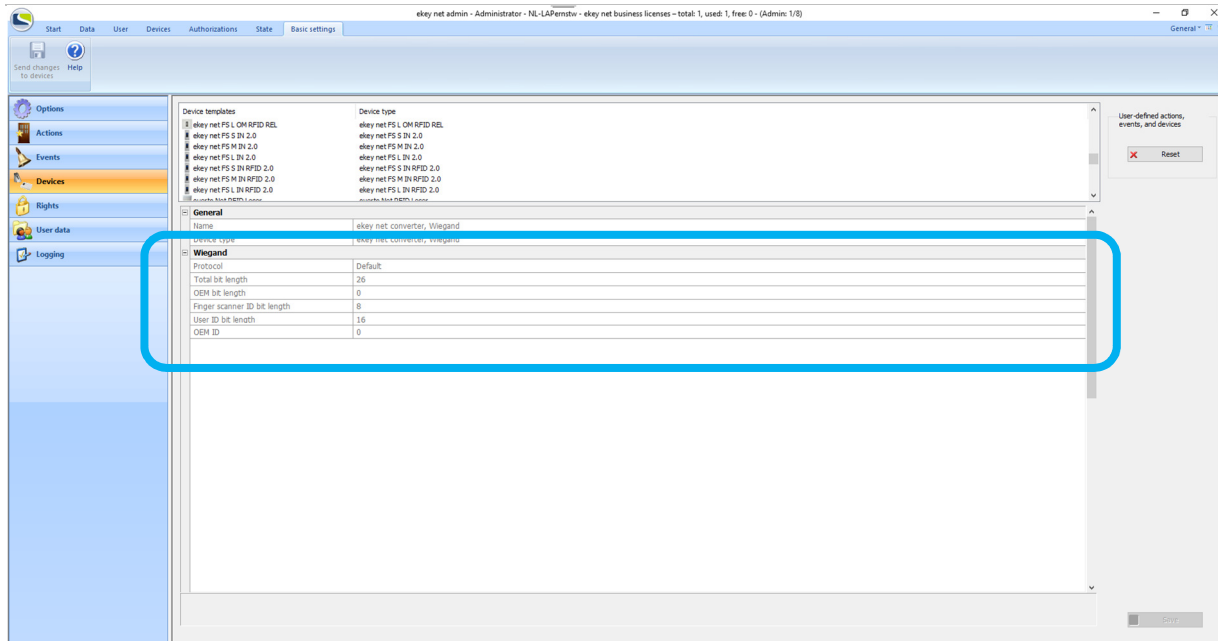 ekey net admin - Administrator - NL-LAPernstw - ekey net business licenses – total: 1, used: 1, free: 0 - (Admin: 1/8)
Start Data User Devices Authorizations State Basic settings General
Send changes to devices Help
Options
Actions
Events
Devices
Rights
User data
Logging
Device templates Device type
ekey net FS L OM RFID REL ekey net FS L OM RFID REL
ekey net FS S IN 2.0 ekey net FS S IN 2.0
ekey net FS M IN 2.0 ekey net FS M IN 2.0
ekey net FS L IN 2.0 ekey net FS L IN 2.0
ekey net FS S IN RFID 2.0 ekey net FS S IN RFID 2.0
ekey net FS M IN RFID 2.0 ekey net FS M IN RFID 2.0
ekey net FS L IN RFID 2.0 ekey net FS L IN RFID 2.0
General
Name ekey net converter, Wiegand
Device type ekey net converter, Wiegand
Wiegand
Protocol Default
Total bit length 26
OEM bit length 0
Finger scanner ID bit length 8
User ID bit length 16
OEM ID 0
User-defined actions,
events, and devices
Reset
Save